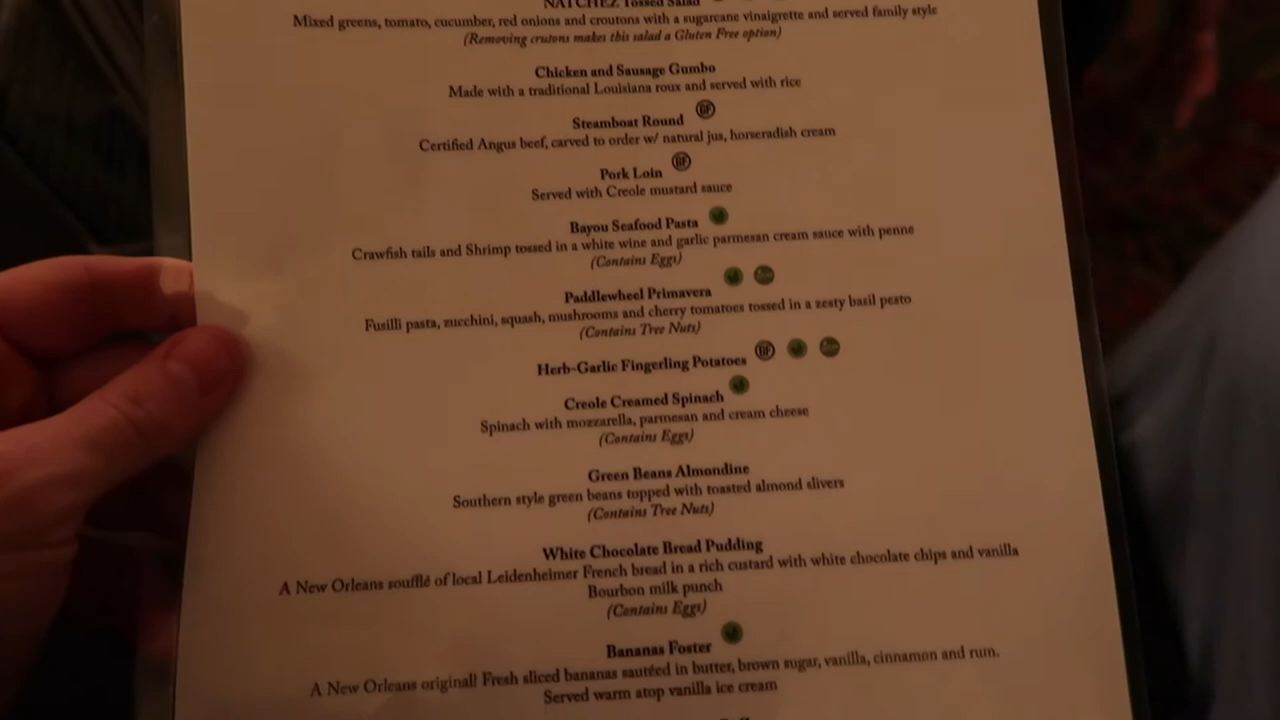 NATCHEZ Tossed Salad
Mixed greens, tomato, cucumber, red onions and croutons with a sugarcane vinaigrette and served family style
(Removing crutons makes this salad a Gluten Free option)
Chicken and Sausage Gumbo
Made with a traditional Louisiana roux and served with rice
Steamboat Round GF
Certified Angus beef, carved to order w/ natural jus, horseradish cream
Pork Loin GF
Served with Creole mustard sauce
Bayou Seafood Pasta
Crawfish tails and Shrimp tossed in a white wine and garlic parmesan cream sauce with penne
(Contains Eggs)
Paddlewheel Primavera
Fusilli pasta, zucchini, squash, mushrooms and cherry tomatoes tossed in a zesty basil pesto
(Contains Tree Nuts)
Herb-Garlic Fingerling Potatoes GF
Creole Creamed Spinach
Spinach with mozzarella, parmesan and cream cheese
(Contains Eggs)
Green Beans Almondine
Southern style green beans topped with toasted almond slivers
(Contains Tree Nuts)
White Chocolate Bread Pudding
A New Orleans soufflé of local Leidenheimer French bread in a rich custard with white chocolate chips and vanilla
Bourbon milk punch
(Contains Eggs)
Bananas Foster
A New Orleans original! Fresh sliced bananas sautéed in butter, brown sugar, vanilla, cinnamon and rum.
Served warm atop vanilla ice cream